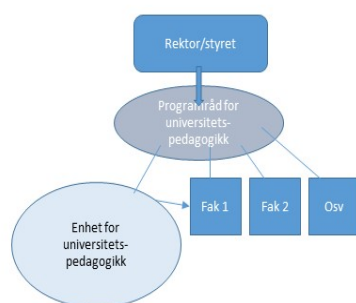 Rektor/styret
Programråd for
universitets-
pedagogikk
Fak 1
Fak 2
Osv
Enhet for
universitets-
pedagogikk